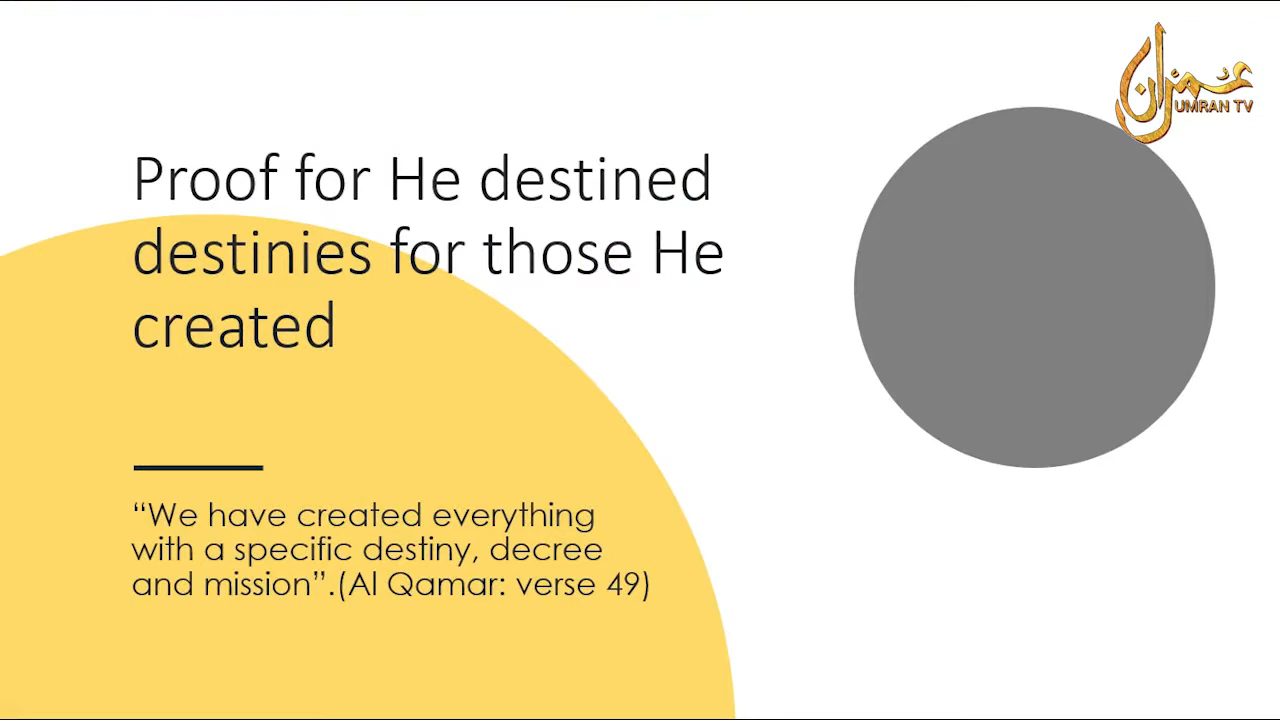 عمران
UMRAN TV
Proof for He destined
destinies for those He
created
“We have created everything
with a specific destiny, decree
and mission”.(Al Qamar: verse 49)